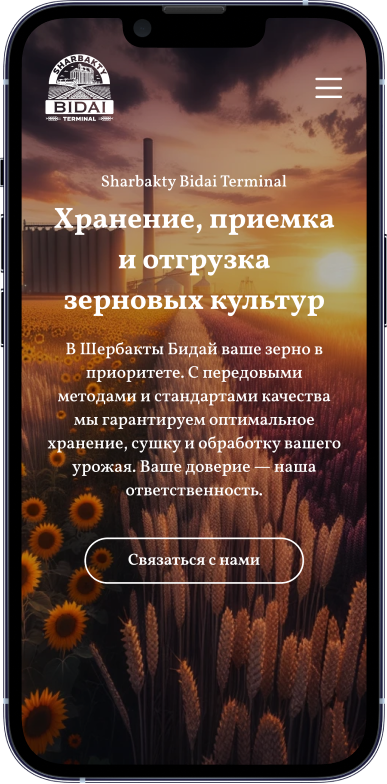 SHARBAKTY
BIDAI
TERMINAL
Sharbakty Bidai Terminal
Хранение, приемка
и отгрузка
зерновых культур
В Шербакты Бидай ваше зерно в
приоритете. С передовыми
методами и стандартами качества
мы гарантируем оптимальное
хранение, сушку и обработку вашего
урожая. Ваше доверие — наша
ответственность.
Связаться с нами